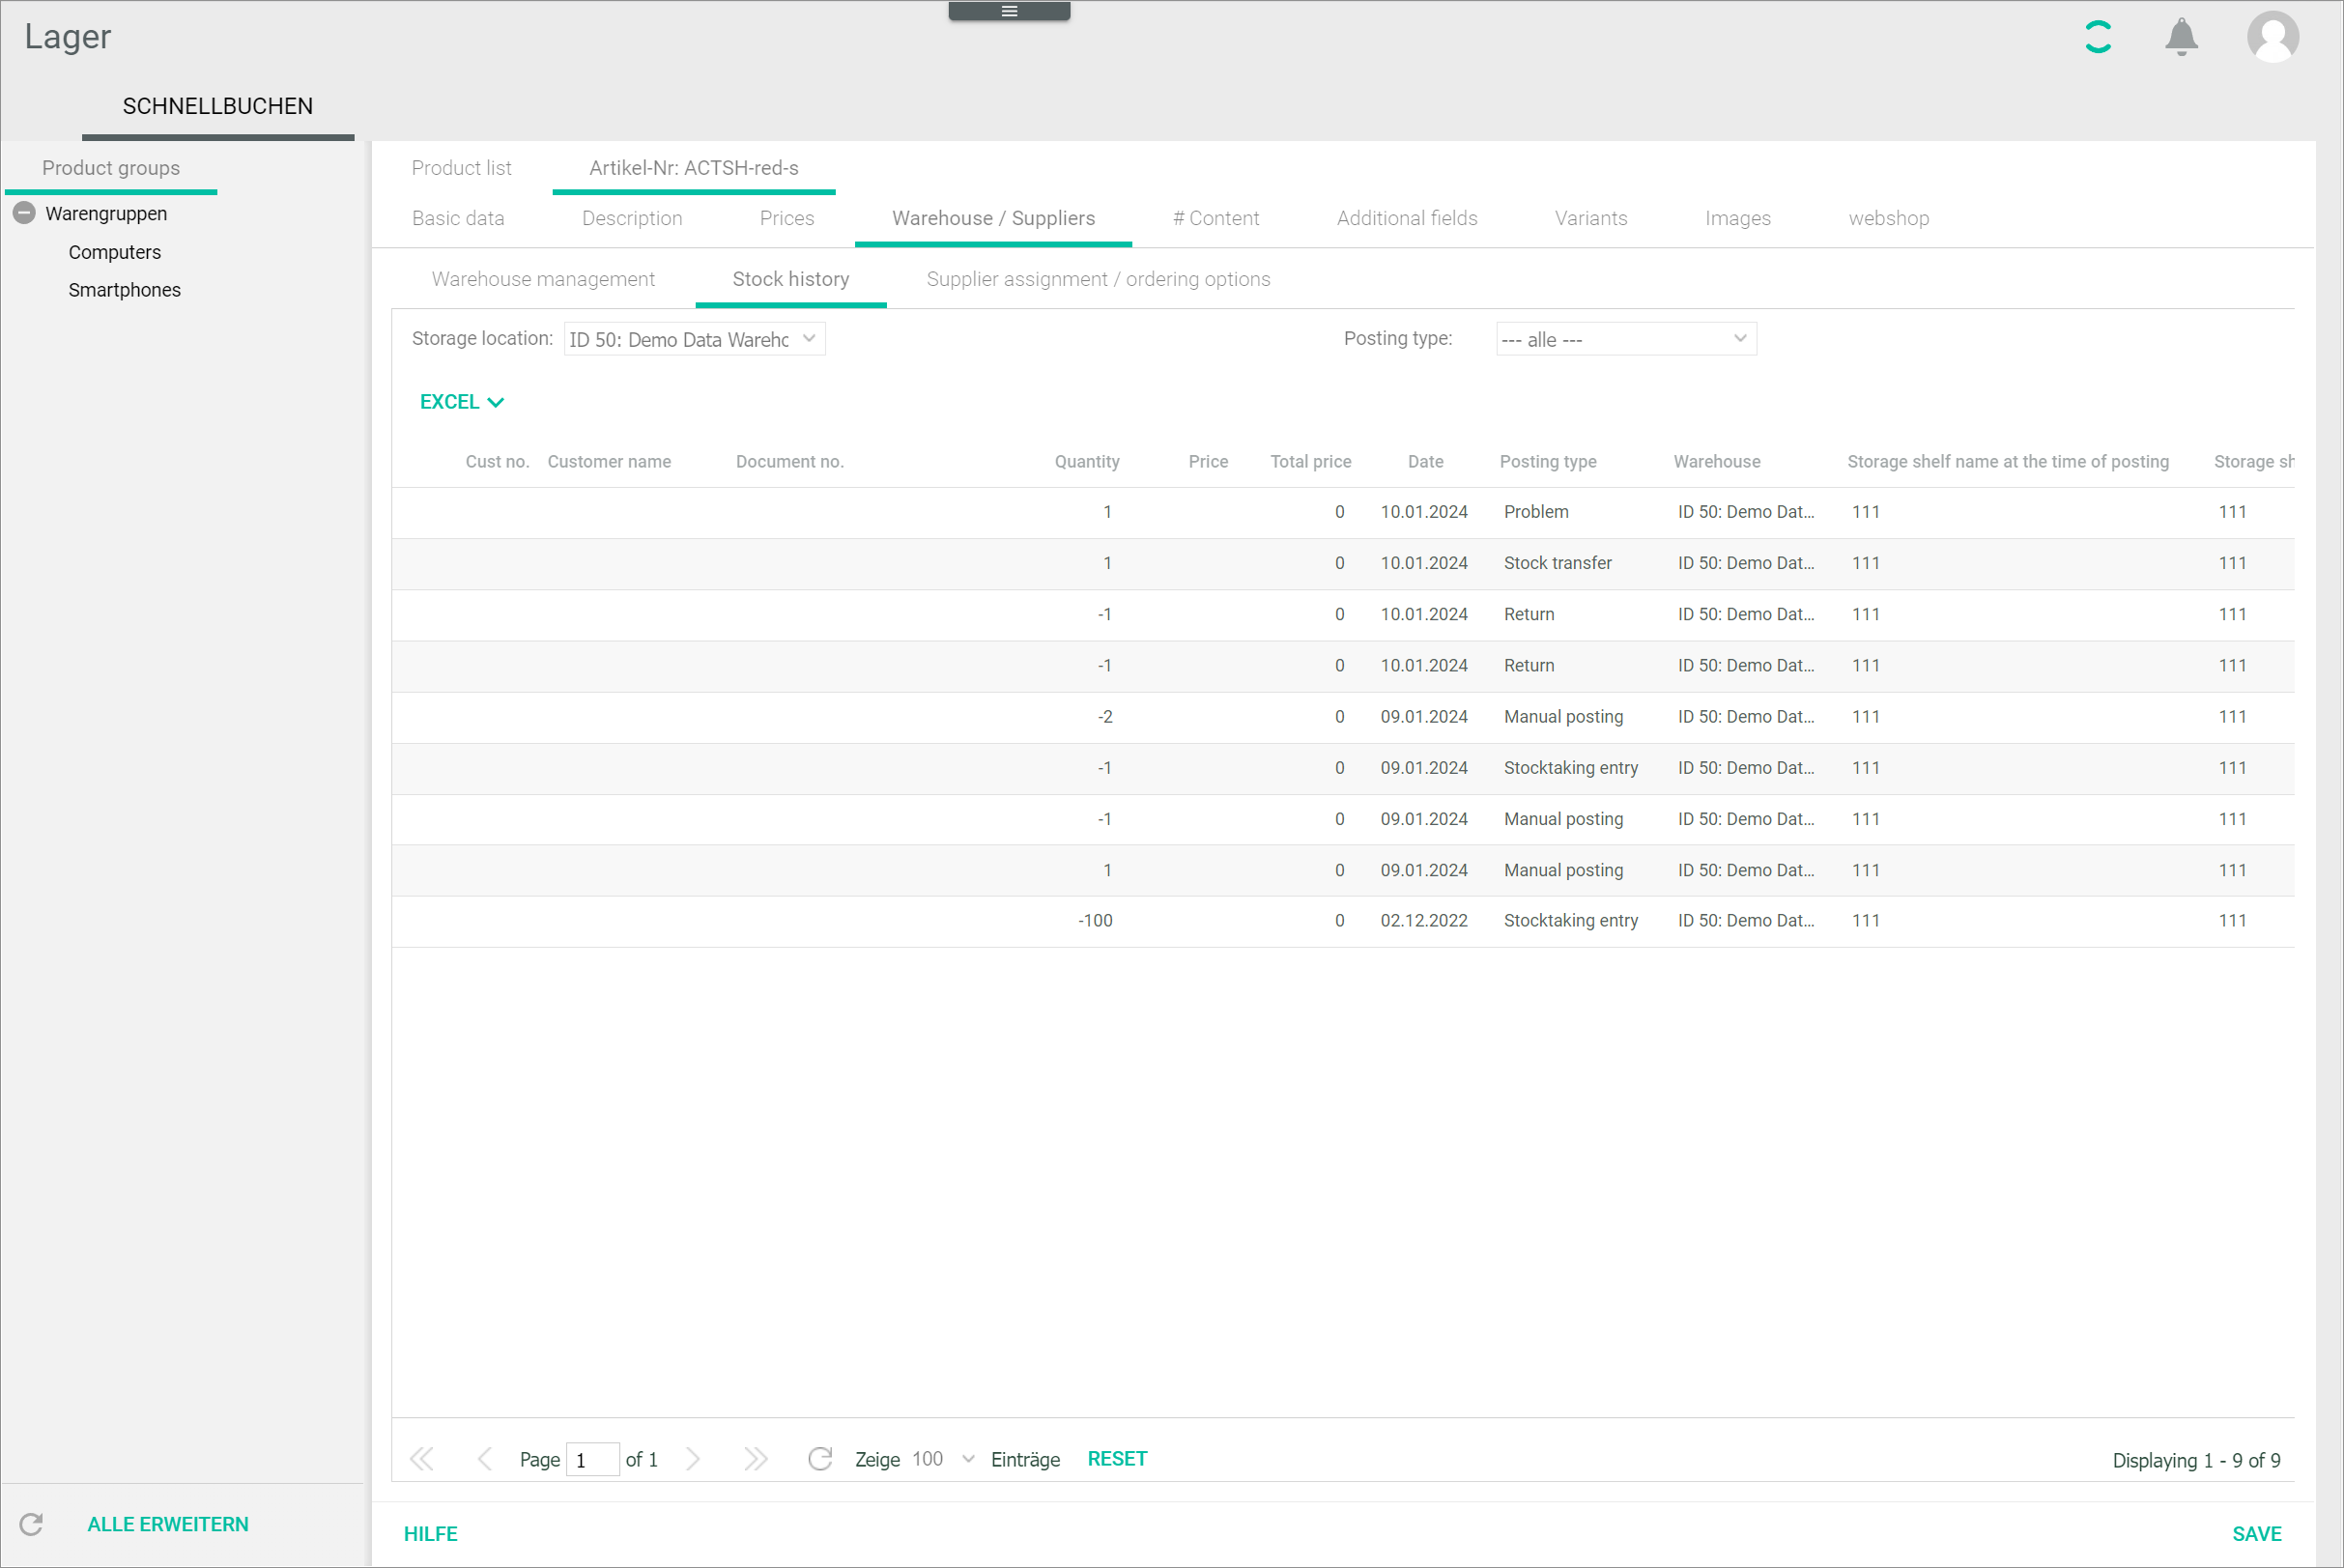 Lager
SCHNELLBUCHEN
Product groups
Warengruppen
Computers
Smartphones
Product list Artikel-Nr: ACTSH-red-s
Basic data Description Prices Warehouse / Suppliers # Content Additional fields Variants Images webshop
Warehouse management Stock history Supplier assignment / ordering options
Storage location: ID 50: Demo Data Wareho Posting type: --- alle ---
EXCEL
Cust no. Customer name Document no. Quantity Price Total price Date Posting type Warehouse Storage shelf name at the time of posting Storage sh
1 0 10.01.2024 Problem ID 50: Demo Dat... 111 111
1 0 10.01.2024 Stock transfer ID 50: Demo Dat... 111 111
-1 0 10.01.2024 Return ID 50: Demo Dat... 111 111
-1 0 10.01.2024 Return ID 50: Demo Dat... 111 111
-2 0 09.01.2024 Manual posting ID 50: Demo Dat... 111 111
-1 0 09.01.2024 Stocktaking entry ID 50: Demo Dat... 111 111
-1 0 09.01.2024 Manual posting ID 50: Demo Dat... 111 111
1 0 09.01.2024 Manual posting ID 50: Demo Dat... 111 111
-100 0 02.12.2022 Stocktaking entry ID 50: Demo Dat... 111 111
Page 1 of 1 Zeige 100 Einträge RESET Displaying 1 - 9 of 9
ALLE ERWEITERN
HILFE SAVE